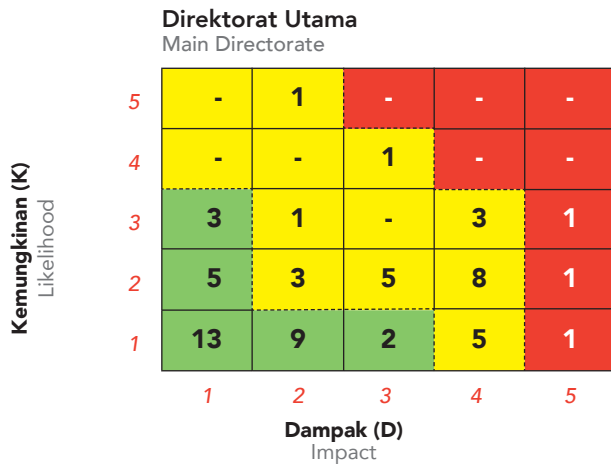 Direktorat Utama
Main Directorate
Kemungkinan (K)
Likelihood
5 - 1 - - -
4 - - 1 - -
3 3 1 - 3 1
2 5 3 5 8 1
1 13 9 2 5 1
1 2 3 4 5
Dampak (D)
Impact